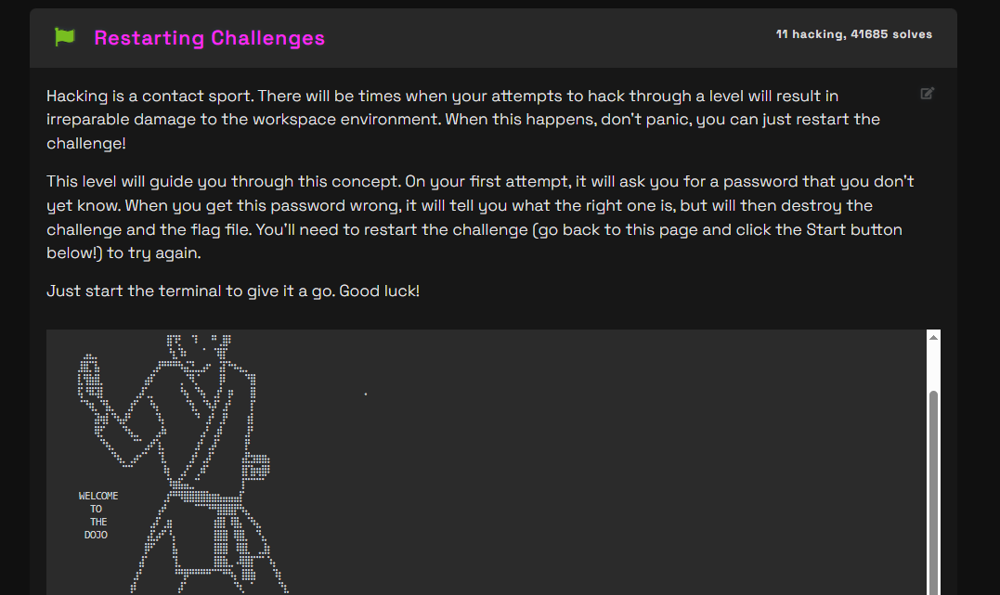 Restarting Challenges
11 hacking, 41685 solves
Hacking is a contact sport. There will be times when your attempts to hack through a level will result in
irreparable damage to the workspace environment. When this happens, don't panic, you can just restart the
challenge!
This level will guide you through this concept. On your first attempt, it will ask you for a password that you don't
yet know. When you get this password wrong, it will tell you what the right one is, but will then destroy the
challenge and the flag file. You'll need to restart the challenge (go back to this page and click the Start button
below!) to try again.
Just start the terminal to give it a go. Good luck!
WELCOME
TO
THE
DOJO